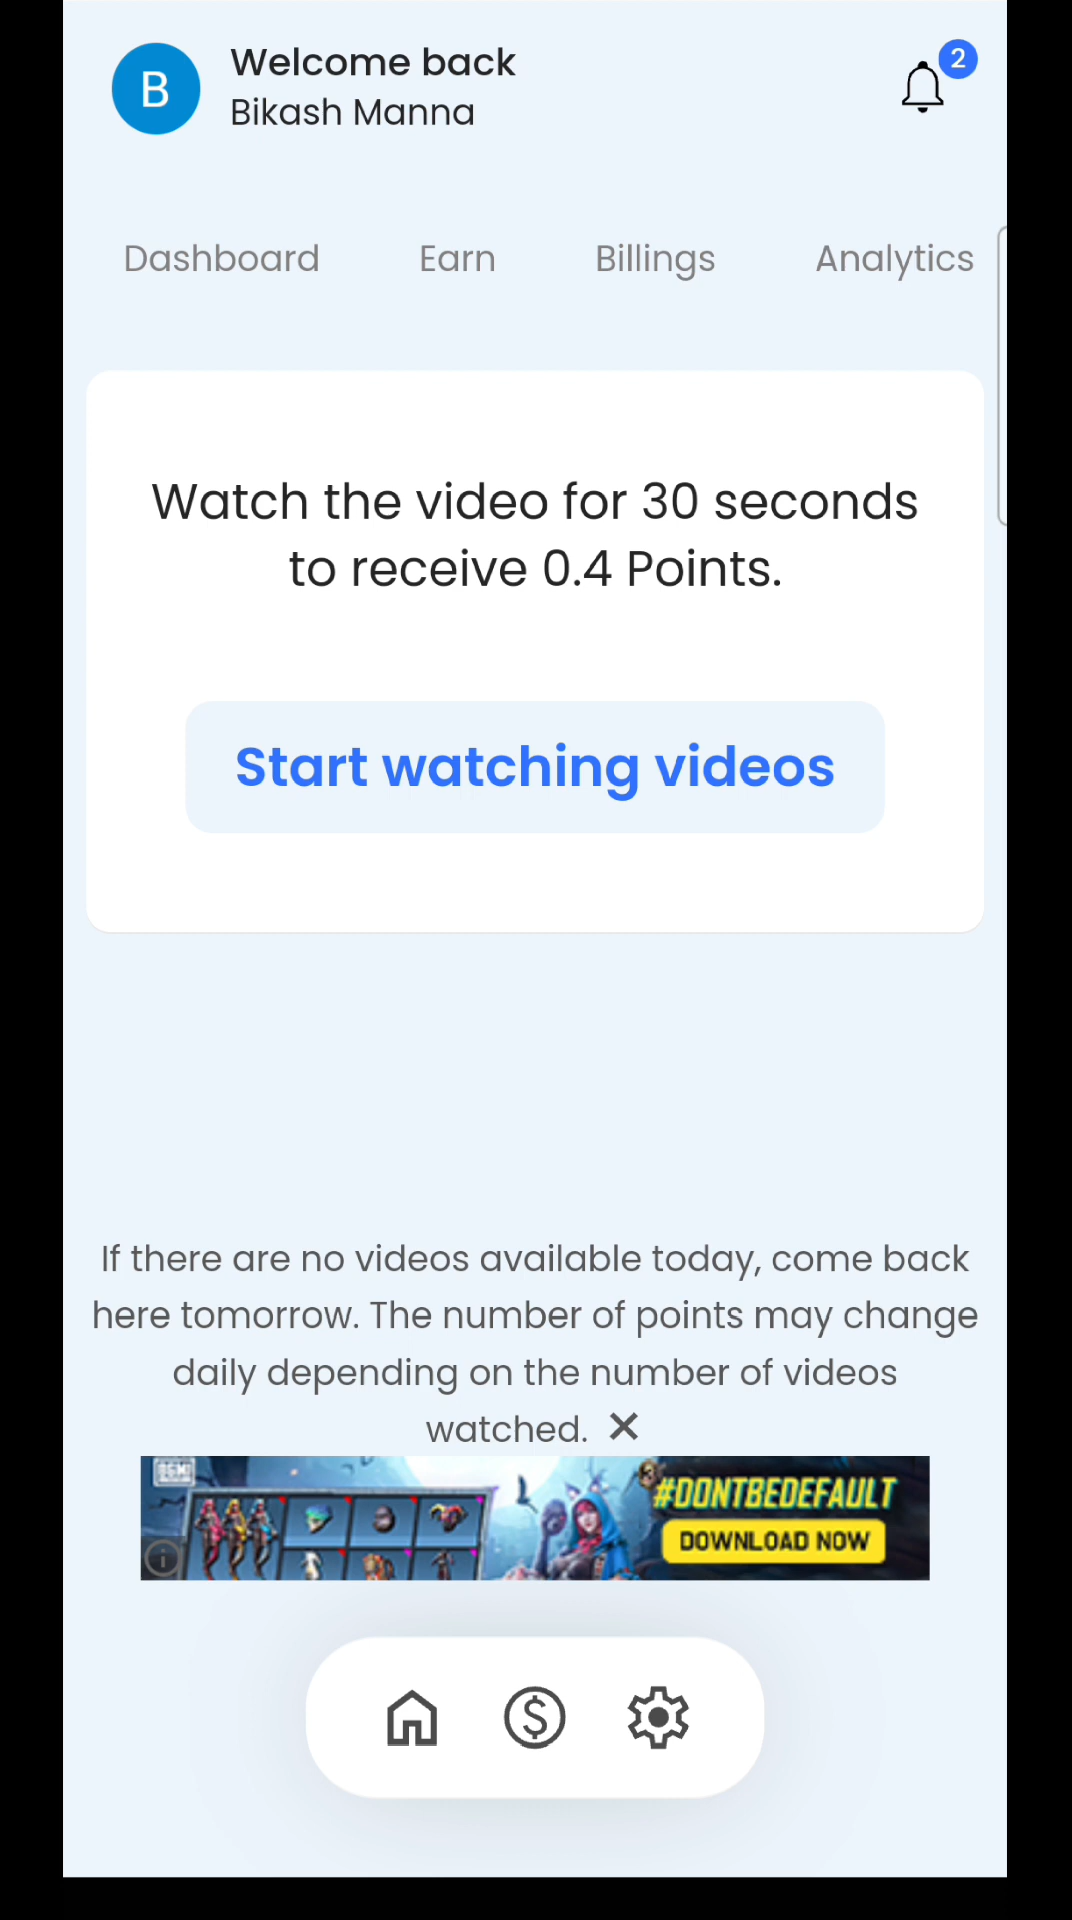 B
Welcome back
Bikash Manna
2
Dashboard Earn Billings Analytics
Watch the video for 30 seconds
to receive 0.4 Points.
Start watching videos
If there are no videos available today, come back
here tomorrow. The number of points may change
daily depending on the number of videos
watched.
#DONTBEDEFAULT
DOWNLOAD NOW